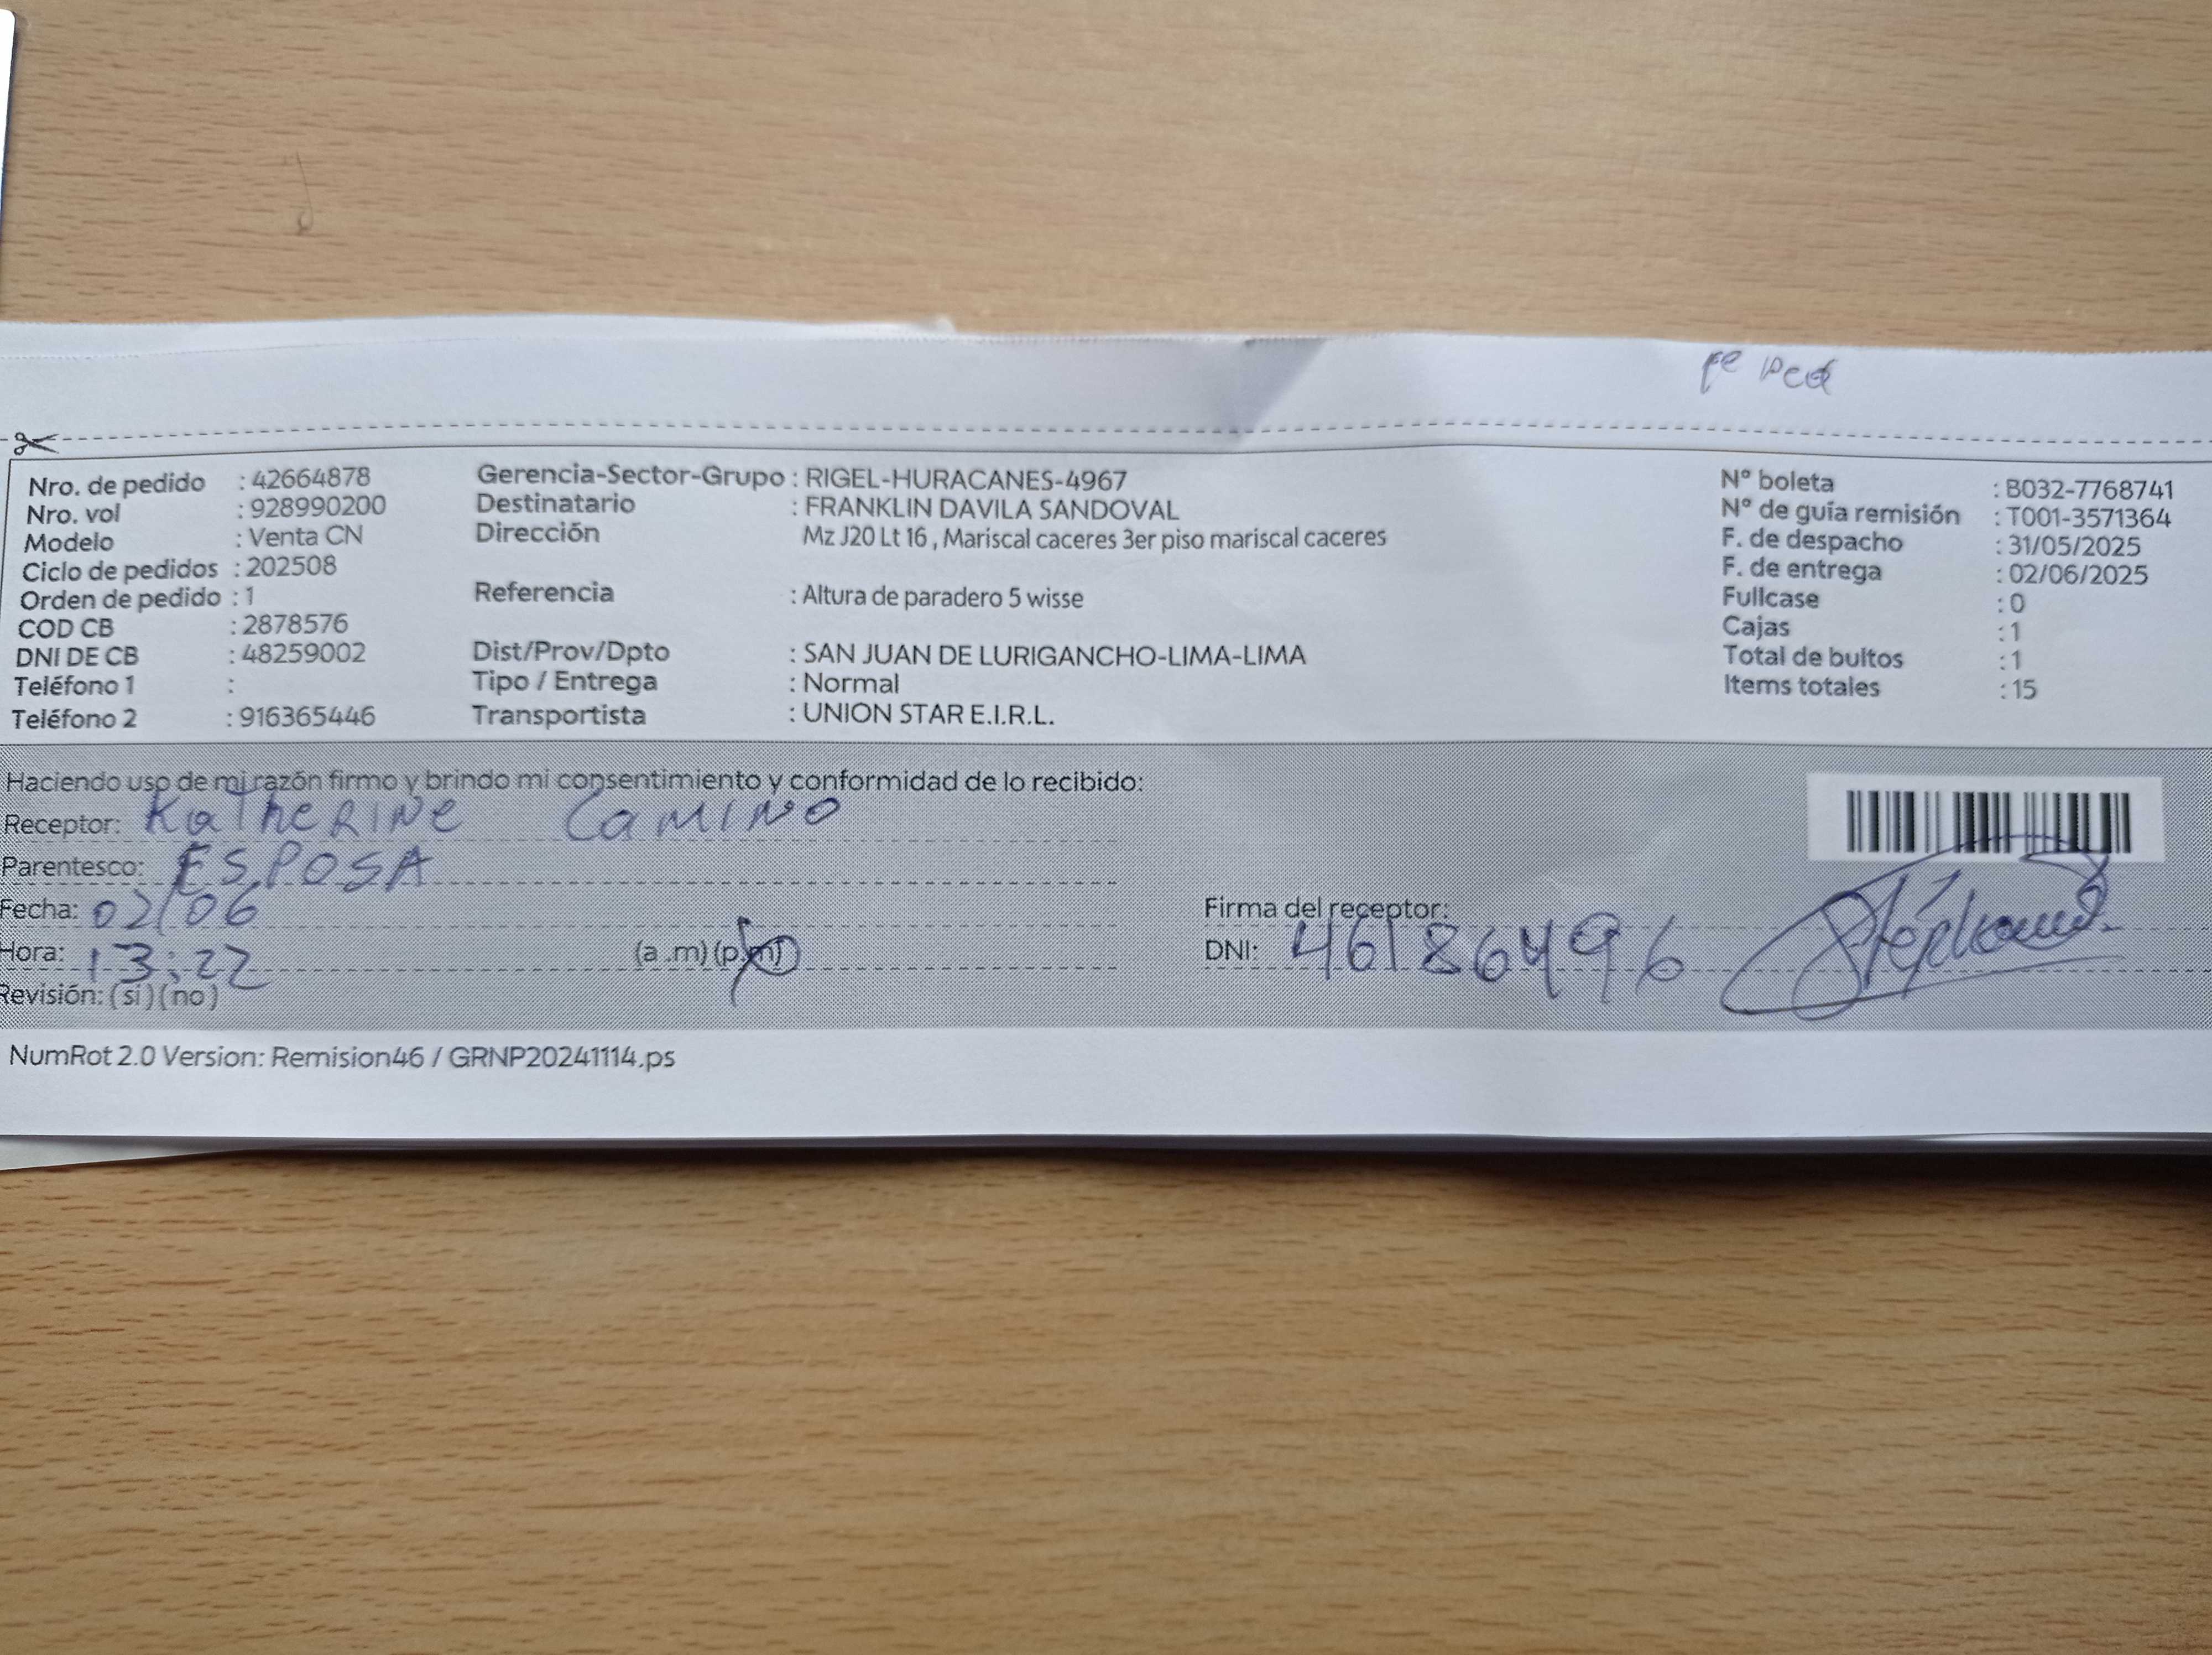 Nro. de pedido : 42664878
Nro. vol : 928990200
Modelo : Venta CN
Ciclo de pedidos : 202508
Orden de pedido : 1
COD CB : 2878576
DNI DE CB : 48259002
Teléfono 1 :
Teléfono 2 : 916365446
Gerencia-Sector-Grupo : RIGEL-HURACANES-4967
Destinatario : FRANKLIN DAVILA SANDOVAL
Dirección Mz J20 Lt 16 , Mariscal caceres 3er piso mariscal caceres
Referencia : Altura de paradero 5 wisse
Dist/Prov/Dpto : SAN JUAN DE LURIGANCHO-LIMA-LIMA
Tipo / Entrega : Normal
Transportista : UNION STAR E.I.R.L.
N° boleta : B032-7768741
N° de guía remisión : T001-3571364
F. de despacho : 31/05/2025
F. de entrega : 02/06/2025
Fullcase : 0
Cajas : 1
Total de bultos : 1
Items totales : 15
Haciendo uso de mi razón firmo y brindo mi consentimiento y conformidad de lo recibido:
Receptor: KaTheRINe CaMINO
Parentesco: ESPOSA
Fecha: 02/06
Hora: 13:22 (a .m) (p.m)
Revisión: (si) (no)
Firma del receptor:
DNI: 46186496
NumRot 2.0 Version: Remision46 / GRNP20241114.ps